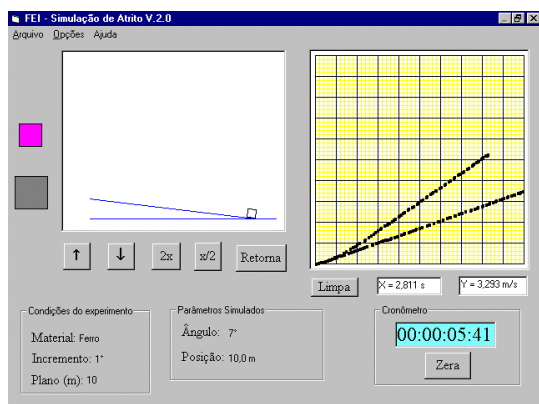 FEI - Simulação de Atrito V.2.0
Arquivo Opções Ajuda
↑ ↓ 2x x/2 Retorna
Limpa X = 2,811 s Y = 3,293 m/s
Condições do experimento
Material: Ferro
Incremento: 1°
Plano (m): 10
Parâmetros Simulados
Ângulo: 7°
Posição: 10,0 m
Cronômetro
00:00:05:41
Zera